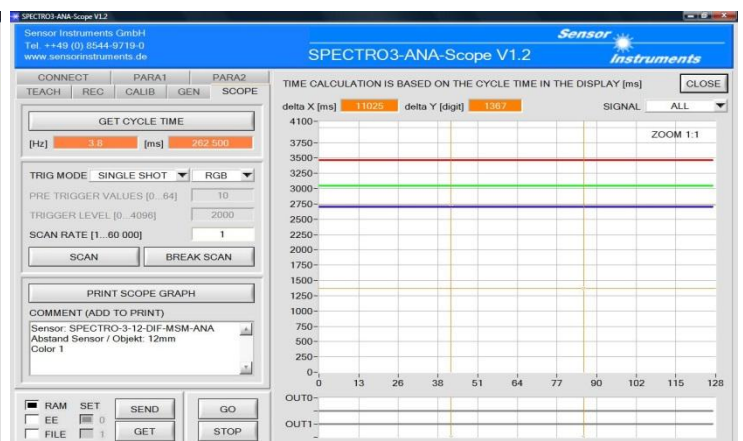 SPECTRO3-ANA-Scope V1.2
Sensor Instruments GmbH
Tel. ++49 (0) 8544-9719-0
www.sensorinstruments.de
SPECTRO3-ANA-Scope V1.2
Sensor
Instruments
CONNECT PARA1 PARA2
TEACH REC CALIB GEN SCOPE
GET CYCLE TIME
[Hz] 3.8 [ms] 262.500
TRIG MODE SINGLE SHOT RGB
PRE TRIGGER VALUES [0...64] 10
TRIGGER LEVEL [0...4096] 2000
SCAN RATE [1...60 000] 1
SCAN BREAK SCAN
PRINT SCOPE GRAPH
COMMENT (ADD TO PRINT)
Sensor: SPECTRO-3-12-DIF-MSM-ANA
Abstand Sensor / Objekt: 12mm
Color 1
RAM SET SEND GO
EE 0
FILE 1 GET STOP
TIME CALCULATION IS BASED ON THE CYCLE TIME IN THE DISPLAY [ms] CLOSE
delta X [ms] 11025 delta Y [digit] 1367 SIGNAL ALL
ZOOM 1:1
4100
3750
3500
3250
3000
2750
2500
2250
2000
1750
1500
1250
1000
750
500
250
0
0 13 26 38 51 64 77 90 102 115 128
OUT0
OUT1